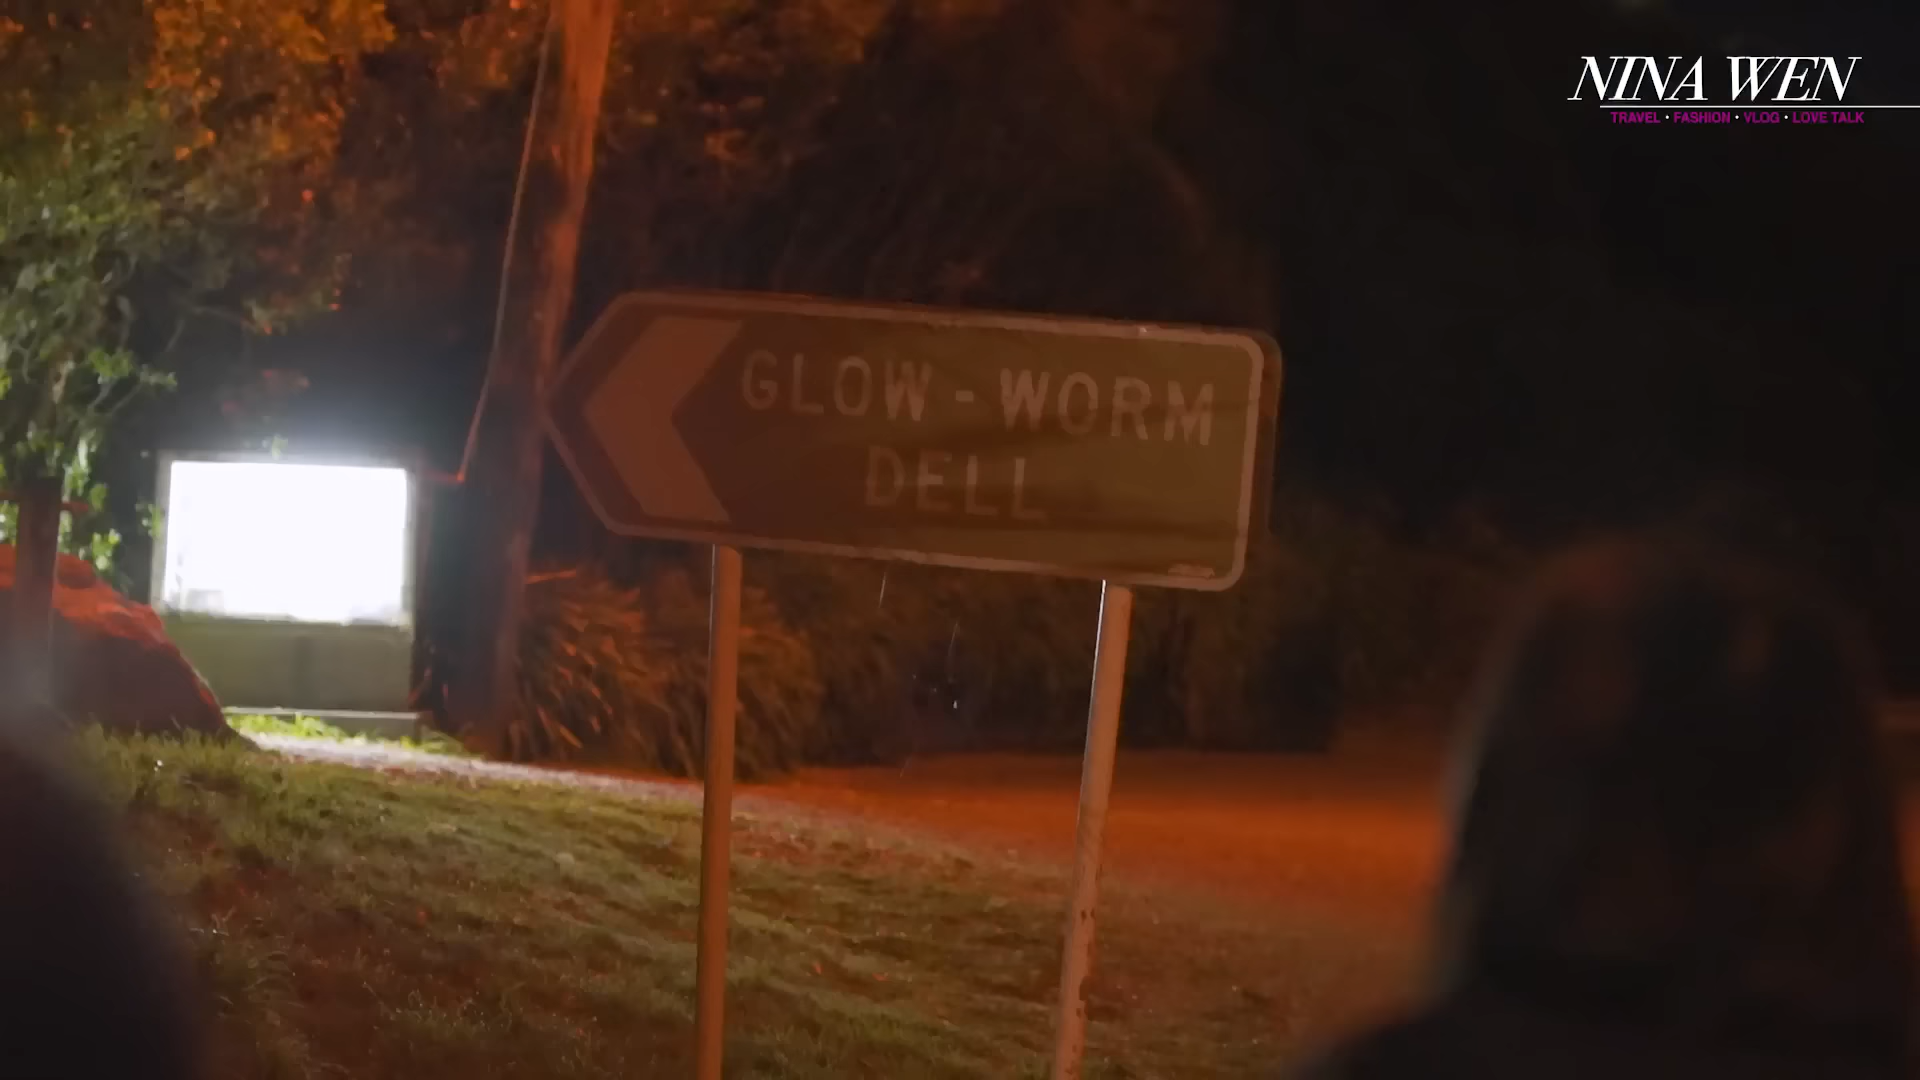 NINA WEN
TRAVEL • FASHION • VLOG • LOVE TALK
GLOW - WORM
DELL